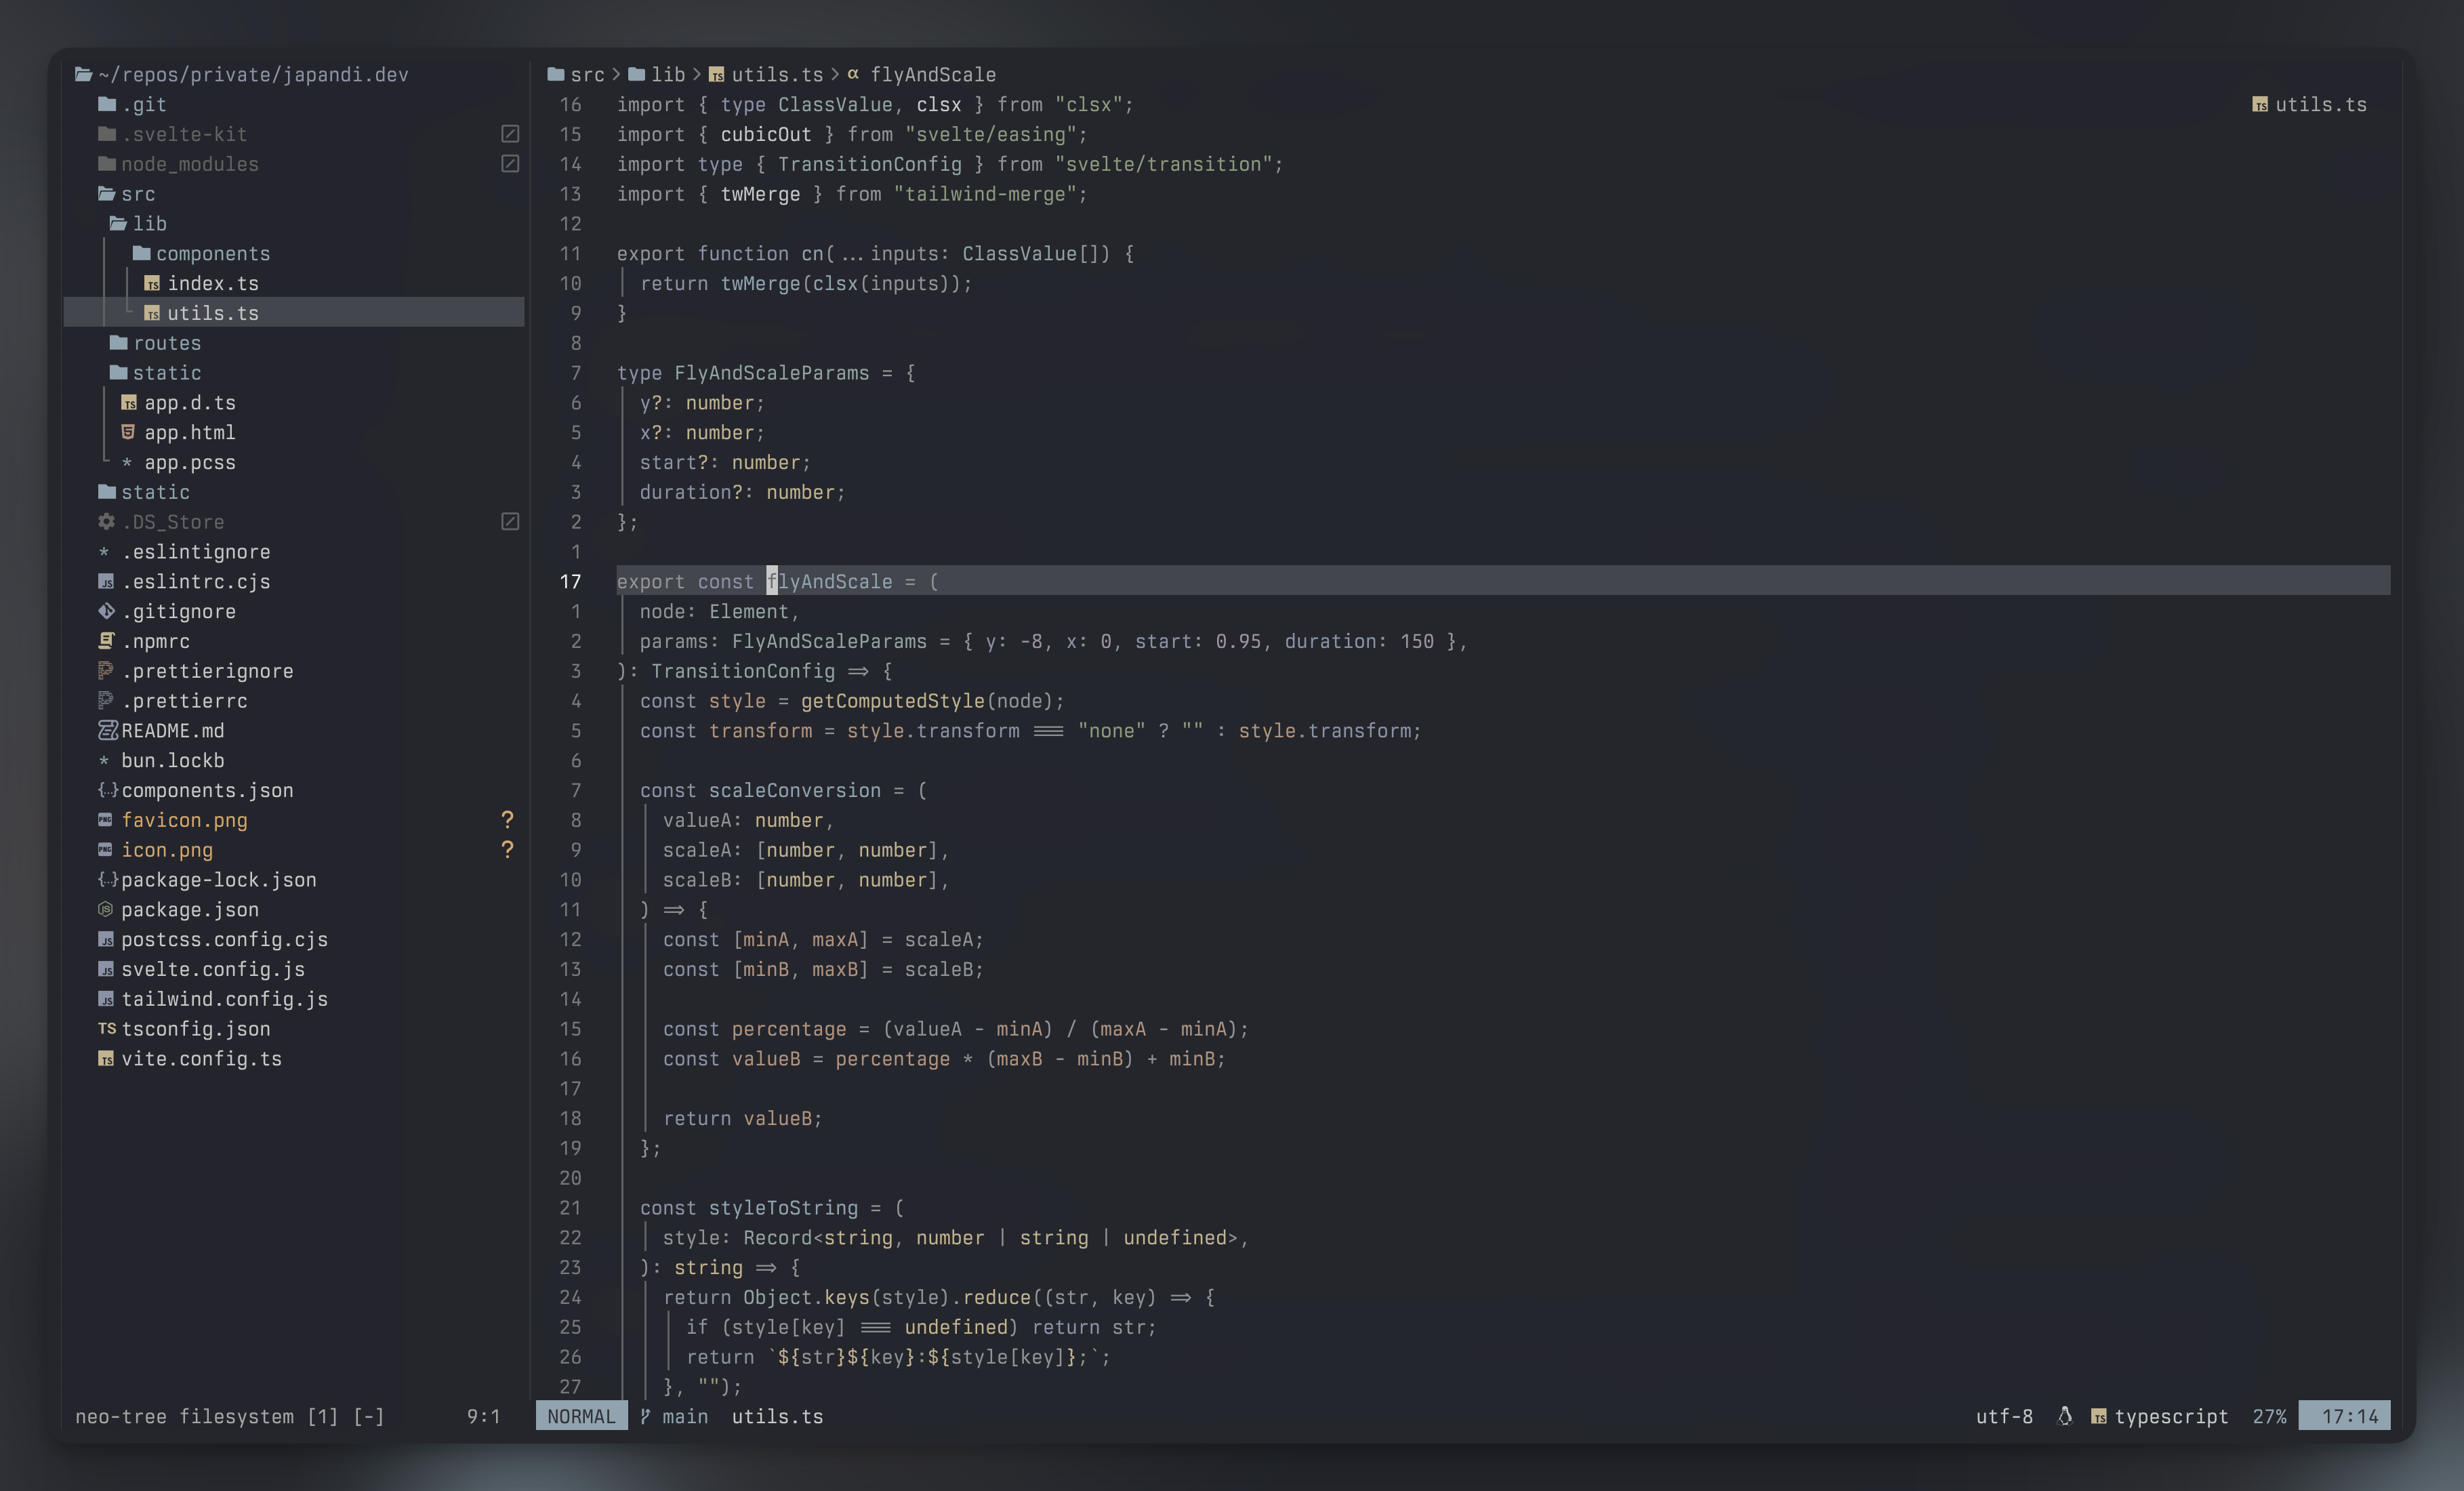 ~/repos/private/japandi.dev
.git
.svelte-kit
node_modules
src
lib
components
index.ts
utils.ts
routes
static
app.d.ts
app.html
app.pcss
static
.DS_Store
.eslintignore
.eslintrc.cjs
.gitignore
.npmrc
.prettierignore
.prettierrc
README.md
bun.lockb
components.json
favicon.png ?
icon.png ?
package-lock.json
package.json
postcss.config.cjs
svelte.config.js
tailwind.config.js
TS tsconfig.json
vite.config.ts
neo-tree filesystem [1] [-] 9:1
src > lib > TS utils.ts > α flyAndScale
TS utils.ts
16 import { type ClassValue, clsx } from "clsx";
15 import { cubicOut } from "svelte/easing";
14 import type { TransitionConfig } from "svelte/transition";
13 import { twMerge } from "tailwind-merge";
12
11 export function cn(...inputs: ClassValue[]) {
10   return twMerge(clsx(inputs));
9 }
8
7 type FlyAndScaleParams = {
6   y?: number;
5   x?: number;
4   start?: number;
3   duration?: number;
2 };
1
17 export const flyAndScale = (
1   node: Element,
2   params: FlyAndScaleParams = { y: -8, x: 0, start: 0.95, duration: 150 },
3 ): TransitionConfig => {
4   const style = getComputedStyle(node);
5   const transform = style.transform === "none" ? "" : style.transform;
6
7   const scaleConversion = (
8     valueA: number,
9     scaleA: [number, number],
10     scaleB: [number, number],
11   ) => {
12     const [minA, maxA] = scaleA;
13     const [minB, maxB] = scaleB;
14
15     const percentage = (valueA - minA) / (maxA - minA);
16     const valueB = percentage * (maxB - minB) + minB;
17
18     return valueB;
19   };
20
21   const styleToString = (
22     style: Record<string, number | string | undefined>,
23   ): string => {
24     return Object.keys(style).reduce((str, key) => {
25       if (style[key] === undefined) return str;
26       return `${str}${key}:${style[key]};`;
27     }, "");
NORMAL main utils.ts
utf-8 TS typescript 27% 17:14